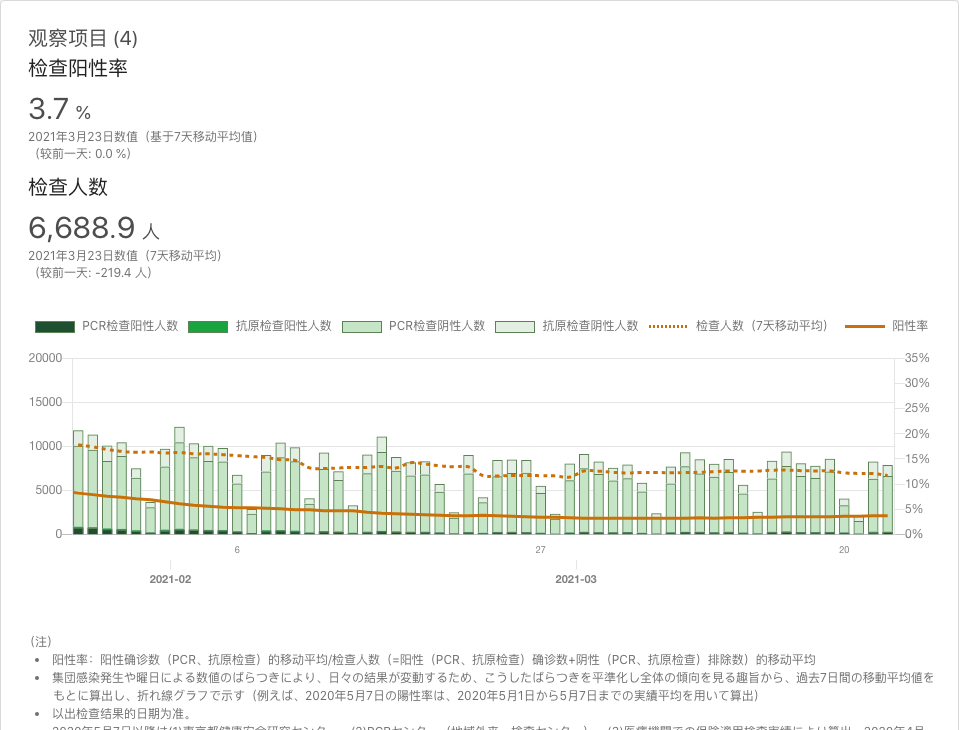 观察项目 (4)
检查阳性率
3.7 %
2021年3月23日数值（基于7天移动平均值）
（较前一天: 0.0 %）
检查人数
6,688.9 人
2021年3月23日数值（7天移动平均）
（较前一天: -219.4 人）
PCR检查阳性人数 抗原检查阳性人数 PCR检查阴性人数 抗原检查阴性人数 检查人数（7天移动平均） 阳性率
20000 35%
30%
15000 25%
20%
10000 15%
5000 10%
5%
0 0%
6 27 20
2021-02 2021-03
（注）
• 阳性率：阳性确诊数（PCR、抗原检查）的移动平均/检查人数（=阳性（PCR、抗原检查）确诊数+阴性（PCR、抗原检查）排除数）的移动平均
• 集団感染発生や曜日による数値のばらつきにより、日々の結果が変動するため、こうしたばらつきを平準化し全体の傾向を見る趣旨から、過去7日間の移動平均値を
もとに算出し、折れ線グラフで示す（例えば、2020年5月7日の陽性率は、2020年5月1日から5月7日までの実績平均を用いて算出）
• 以出检查结果的日期为准。